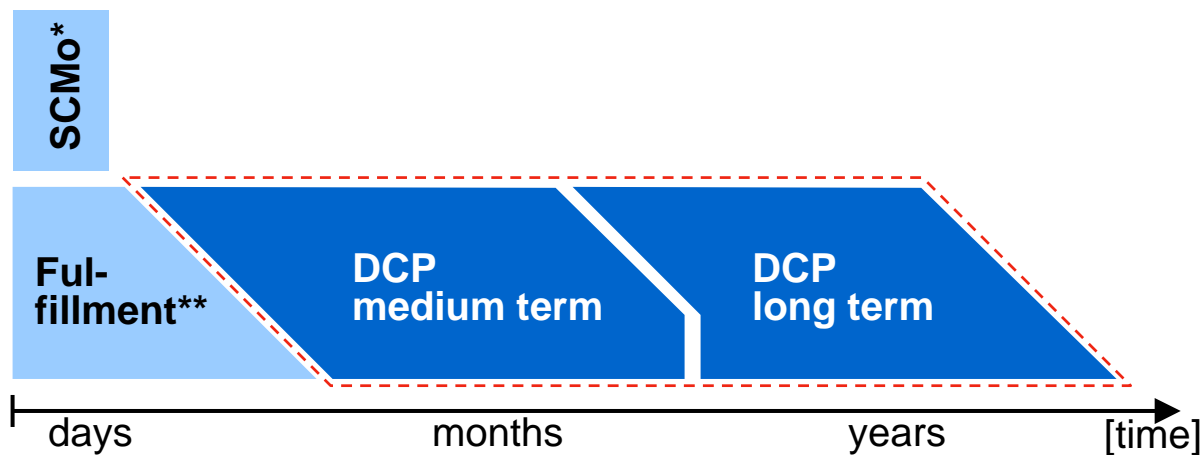 SCMo*
Ful-
fillment**
DCP
medium term
DCP
long term
days months years [time]